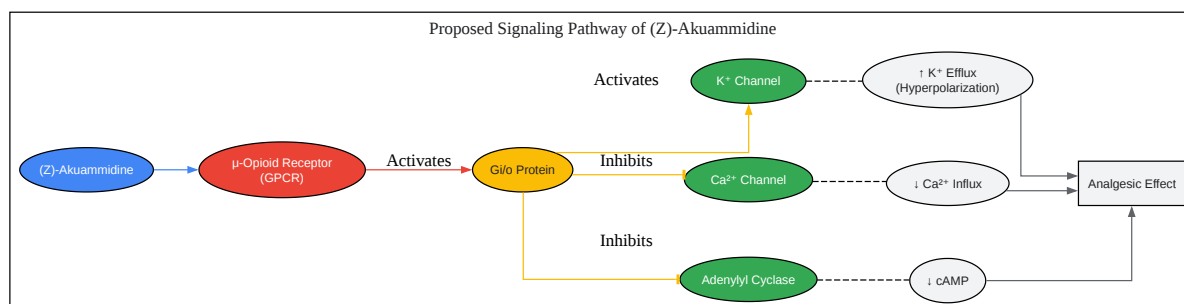 Proposed Signaling Pathway of (Z)-Akuammidine
Activates
K⁺ Channel
↑ K⁺ Efflux
(Hyperpolarization)
(Z)-Akuammidine
μ-Opioid Receptor
(GPCR)
Activates
Gi/o Protein
Inhibits
Ca²⁺ Channel
↓ Ca²⁺ Influx
Analgesic Effect
Inhibits
Adenylyl Cyclase
↓ cAMP